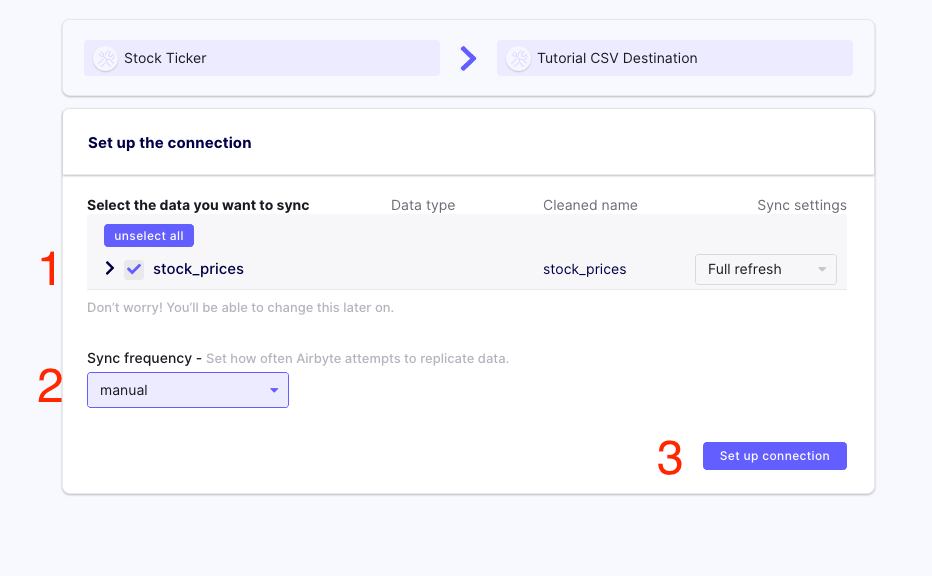 Stock Ticker
Tutorial CSV Destination
Set up the connection
Select the data you want to sync Data type Cleaned name Sync settings
unselect all
1 stock_prices stock_prices Full refresh
Don't worry! You'll be able to change this later on.
Sync frequency - Set how often Airbyte attempts to replicate data.
2 manual
3 Set up connection